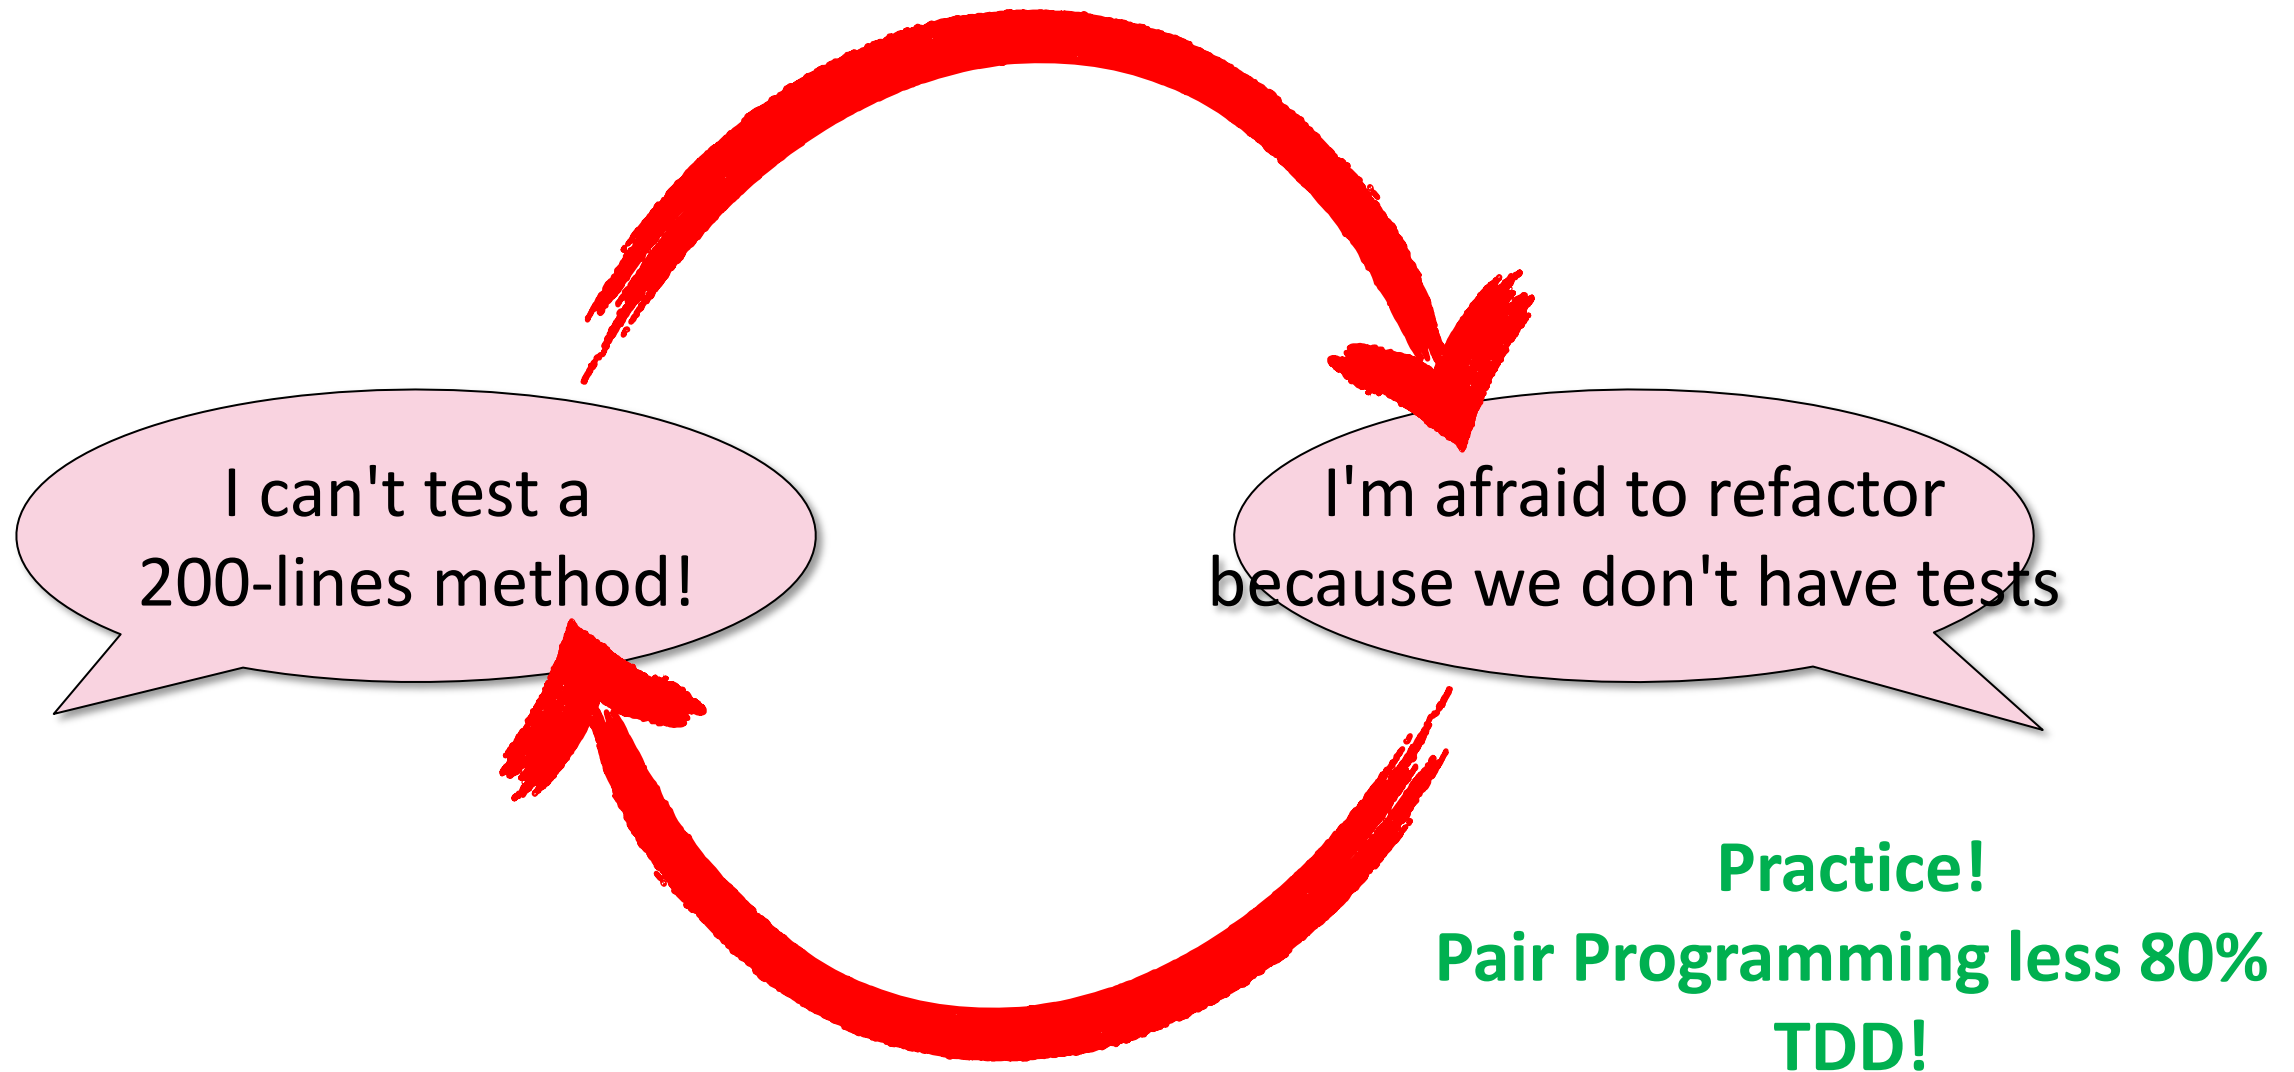 I can't test a
200-lines method!
I'm afraid to refactor
because we don't have tests
Practice!
Pair Programming less 80%
TDD!